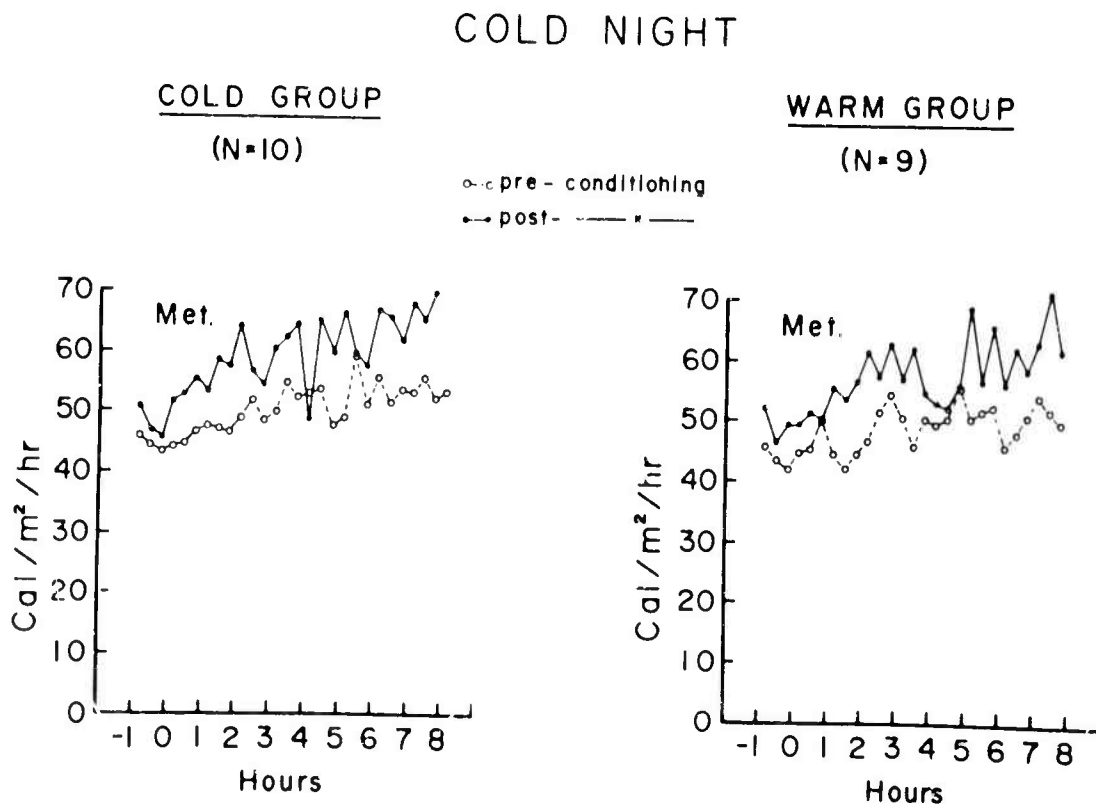 COLD NIGHT
COLD GROUP
(N=10)
WARM GROUP
(N=9)
pre-conditiohing
post- — " —
Met.
70
60
50
40
30
20
10
0
Cal/m²/hr
-1 0 1 2 3 4 5 6 7 8
Hours
Met.
70
60
50
40
30
20
10
0
Cal/m²/hr
-1 0 1 2 3 4 5 6 7 8
Hours